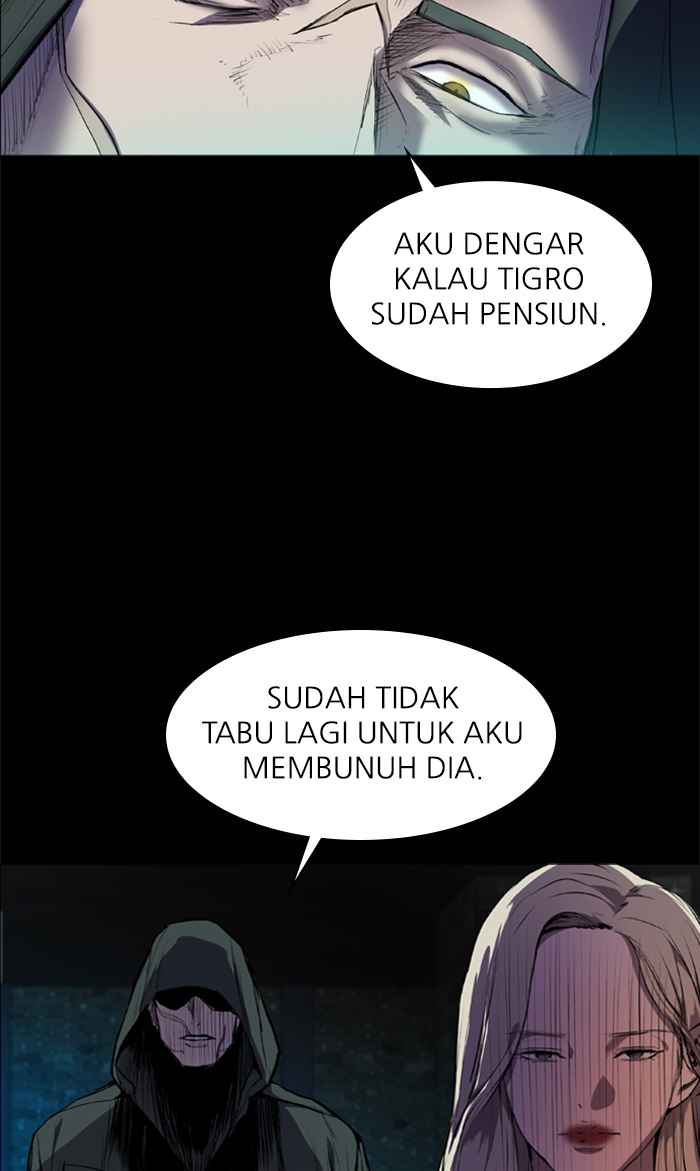 AKU DENGAR
KALAU TIGRO
SUDAH PENSIUN.
SUDAH TIDAK
TABU LAGI UNTUK AKU
MEMBUNUH DIA.